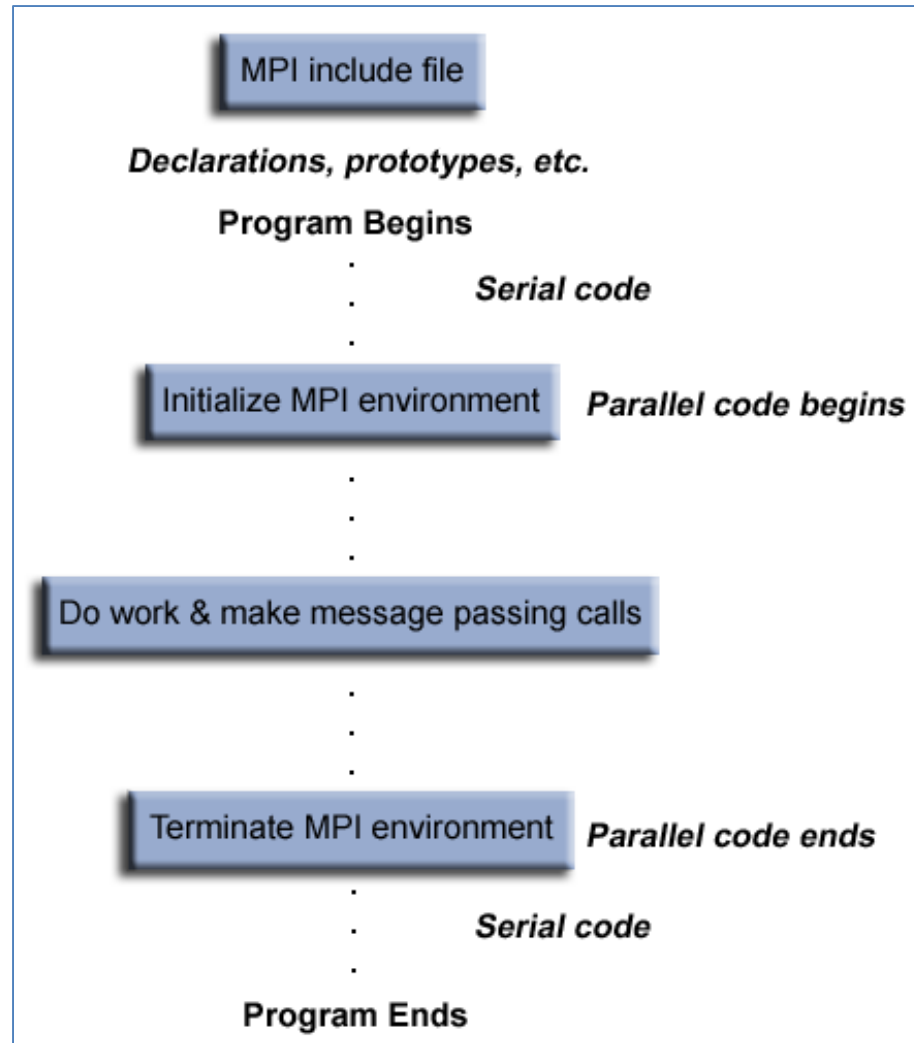 MPI include file
Declarations, prototypes, etc.
Program Begins
Serial code
Initialize MPI environment
Parallel code begins
Do work & make message passing calls
Terminate MPI environment
Parallel code ends
Serial code
Program Ends